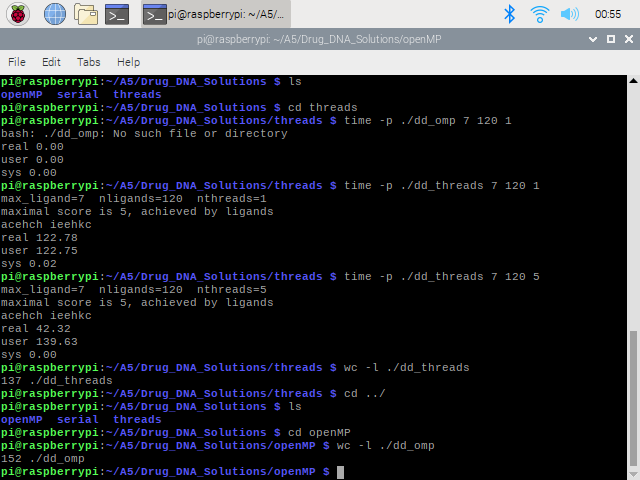 pi@raspberrypi: ~/A5/...
00:55
pi@raspberrypi: ~/A5/Drug_DNA_Solutions/openMP
File Edit Tabs Help
pi@raspberrypi:~/A5/Drug_DNA_Solutions $ ls
openMP  serial  threads
pi@raspberrypi:~/A5/Drug_DNA_Solutions $ cd threads
pi@raspberrypi:~/A5/Drug_DNA_Solutions/threads $ time -p ./dd_omp 7 120 1
bash: ./dd_omp: No such file or directory
real 0.00
user 0.00
sys 0.00
pi@raspberrypi:~/A5/Drug_DNA_Solutions/threads $ time -p ./dd_threads 7 120 1
max_ligand=7  nligands=120  nthreads=1
maximal score is 5, achieved by ligands
acehch ieehkc
real 122.78
user 122.75
sys 0.02
pi@raspberrypi:~/A5/Drug_DNA_Solutions/threads $ time -p ./dd_threads 7 120 5
max_ligand=7  nligands=120  nthreads=5
maximal score is 5, achieved by ligands
acehch ieehkc
real 42.32
user 139.63
sys 0.00
pi@raspberrypi:~/A5/Drug_DNA_Solutions/threads $ wc -l ./dd_threads
137 ./dd_threads
pi@raspberrypi:~/A5/Drug_DNA_Solutions/threads $ cd ../
pi@raspberrypi:~/A5/Drug_DNA_Solutions $ ls
openMP  serial  threads
pi@raspberrypi:~/A5/Drug_DNA_Solutions $ cd openMP
pi@raspberrypi:~/A5/Drug_DNA_Solutions/openMP $ wc -l ./dd_omp
152 ./dd_omp
pi@raspberrypi:~/A5/Drug_DNA_Solutions/openMP $